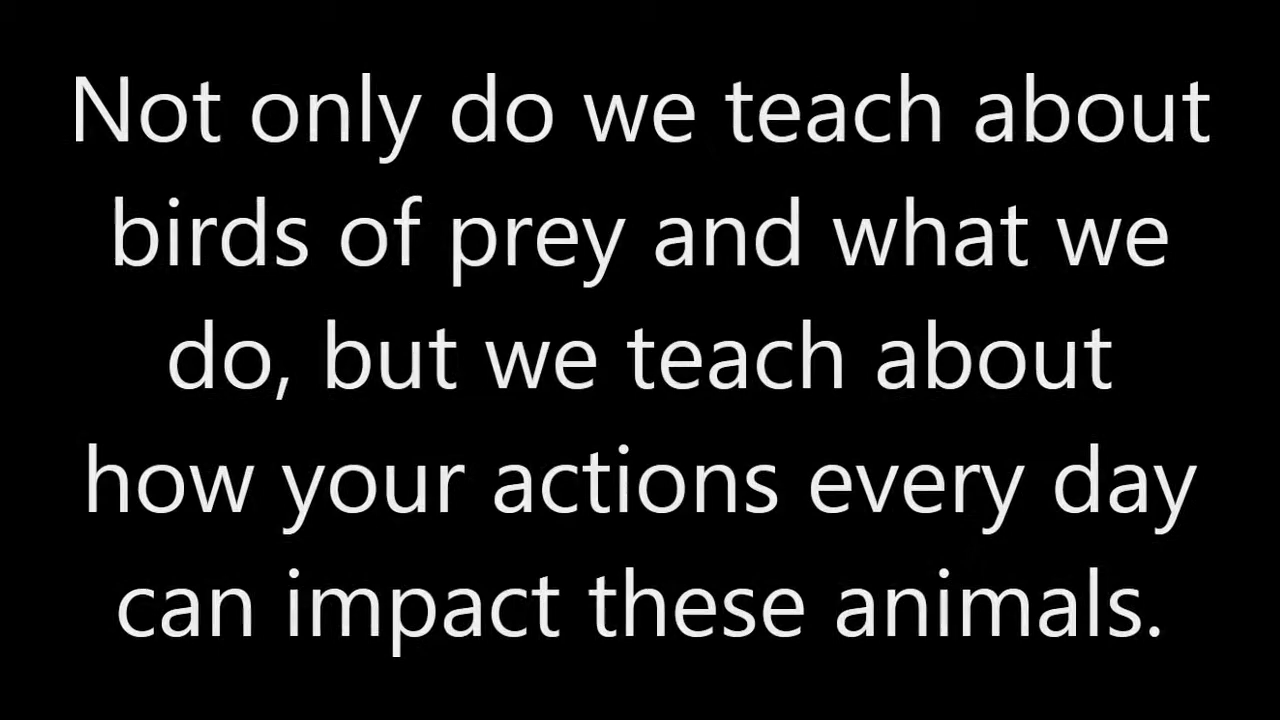 Not only do we teach about
birds of prey and what we
do, but we teach about
how your actions every day
can impact these animals.